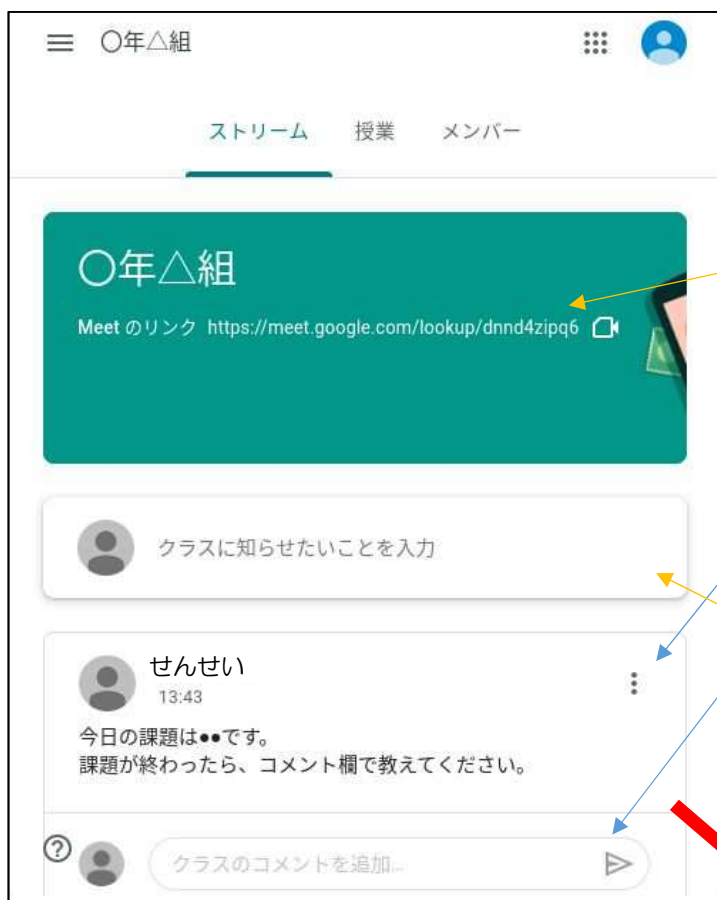 〇年△組
ストリーム 授業 メンバー
〇年△組
Meet のリンク https://meet.google.com/lookup/dnnd4zipq6
クラスに知らせたいことを入力
せんせい
13:43
今日の課題は●●です。
課題が終わったら、コメント欄で教えてください。
クラスのコメントを追加...